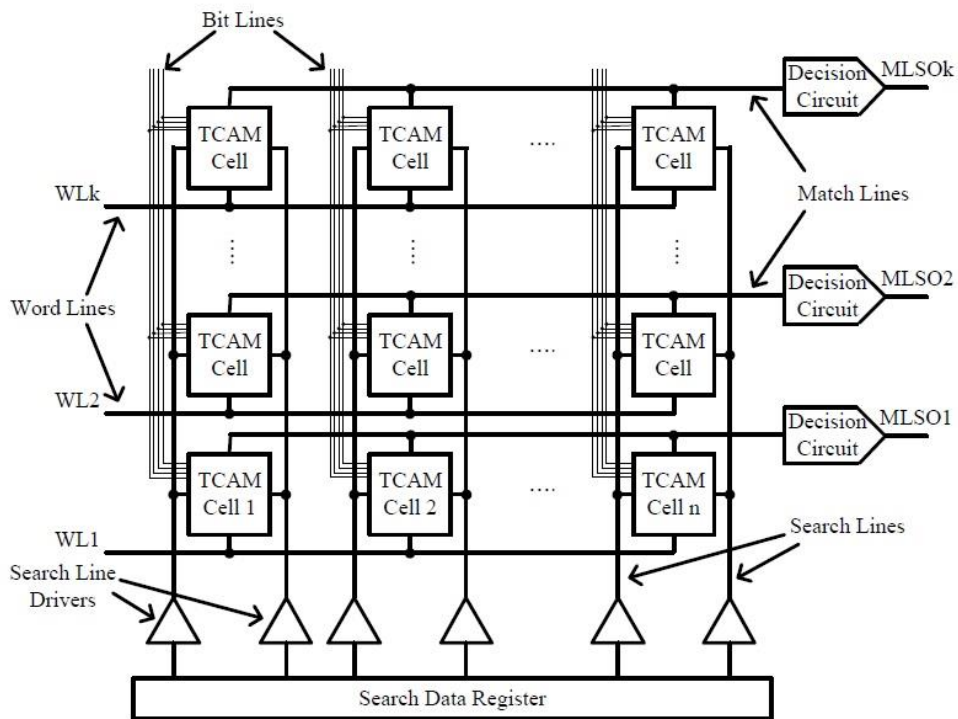 Bit Lines
Decision
Circuit
MLSOk
TCAM
Cell
TCAM
Cell
....
TCAM
Cell
WLk
Match Lines
....
....
....
Word Lines
Decision
Circuit
MLSO2
TCAM
Cell
TCAM
Cell
....
TCAM
Cell
WL2
Decision
Circuit
MLSO1
TCAM
Cell 1
TCAM
Cell 2
....
TCAM
Cell n
WL1
Search Lines
Search Line
Drivers
Search Data Register